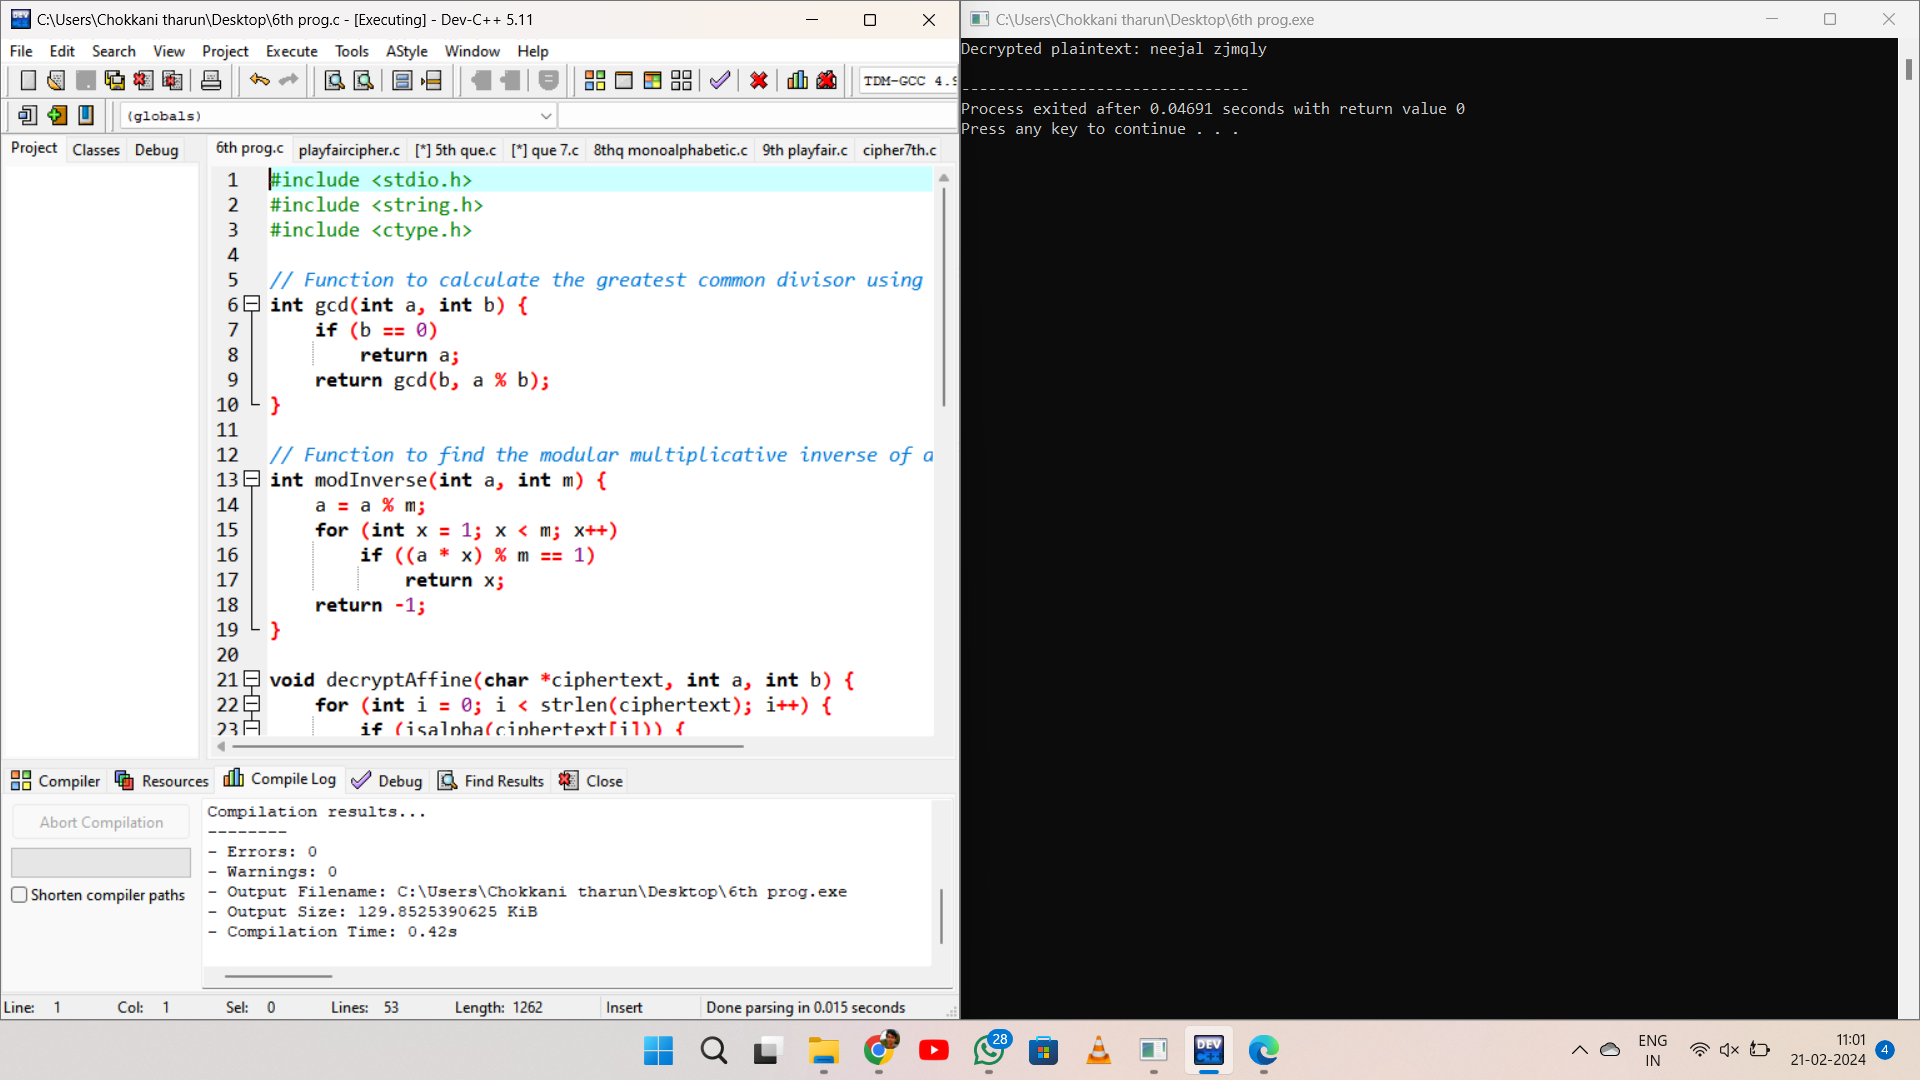 C:\Users\Chokkani tharun\Desktop\6th prog.c - [Executing] - Dev-C++ 5.11
File Edit Search View Project Execute Tools AStyle Window Help
TDM-GCC 4.9
(globals)
Project Classes Debug
6th prog.c playfaircipher.c [*] 5th que.c [*] que 7.c 8thq monoalphabetic.c 9th playfair.c cipher7th.c
1 #include <stdio.h>
2 #include <string.h>
3 #include <ctype.h>
4
5 // Function to calculate the greatest common divisor using
6 int gcd(int a, int b) {
7 if (b == 0)
8 return a;
9 return gcd(b, a % b);
10 }
11
12 // Function to find the modular multiplicative inverse of a
13 int modInverse(int a, int m) {
14 a = a % m;
15 for (int x = 1; x < m; x++)
16 if ((a * x) % m == 1)
17 return x;
18 return -1;
19 }
20
21 void decryptAffine(char *ciphertext, int a, int b) {
22 for (int i = 0; i < strlen(ciphertext); i++) {
23 if (isalpha(ciphertext[i])) {
Compiler Resources Compile Log Debug Find Results Close
Abort Compilation
Shorten compiler paths
Compilation results...
--------
- Errors: 0
- Warnings: 0
- Output Filename: C:\Users\Chokkani tharun\Desktop\6th prog.exe
- Output Size: 129.8525390625 KiB
- Compilation Time: 0.42s
Line: 1 Col: 1 Sel: 0 Lines: 53 Length: 1262 Insert Done parsing in 0.015 seconds
C:\Users\Chokkani tharun\Desktop\6th prog.exe
Decrypted plaintext: neejal zjmqly
--------------------------------
Process exited after 0.04691 seconds with return value 0
Press any key to continue . . .
28
DEV
ENG
IN
11:01
21-02-2024
4